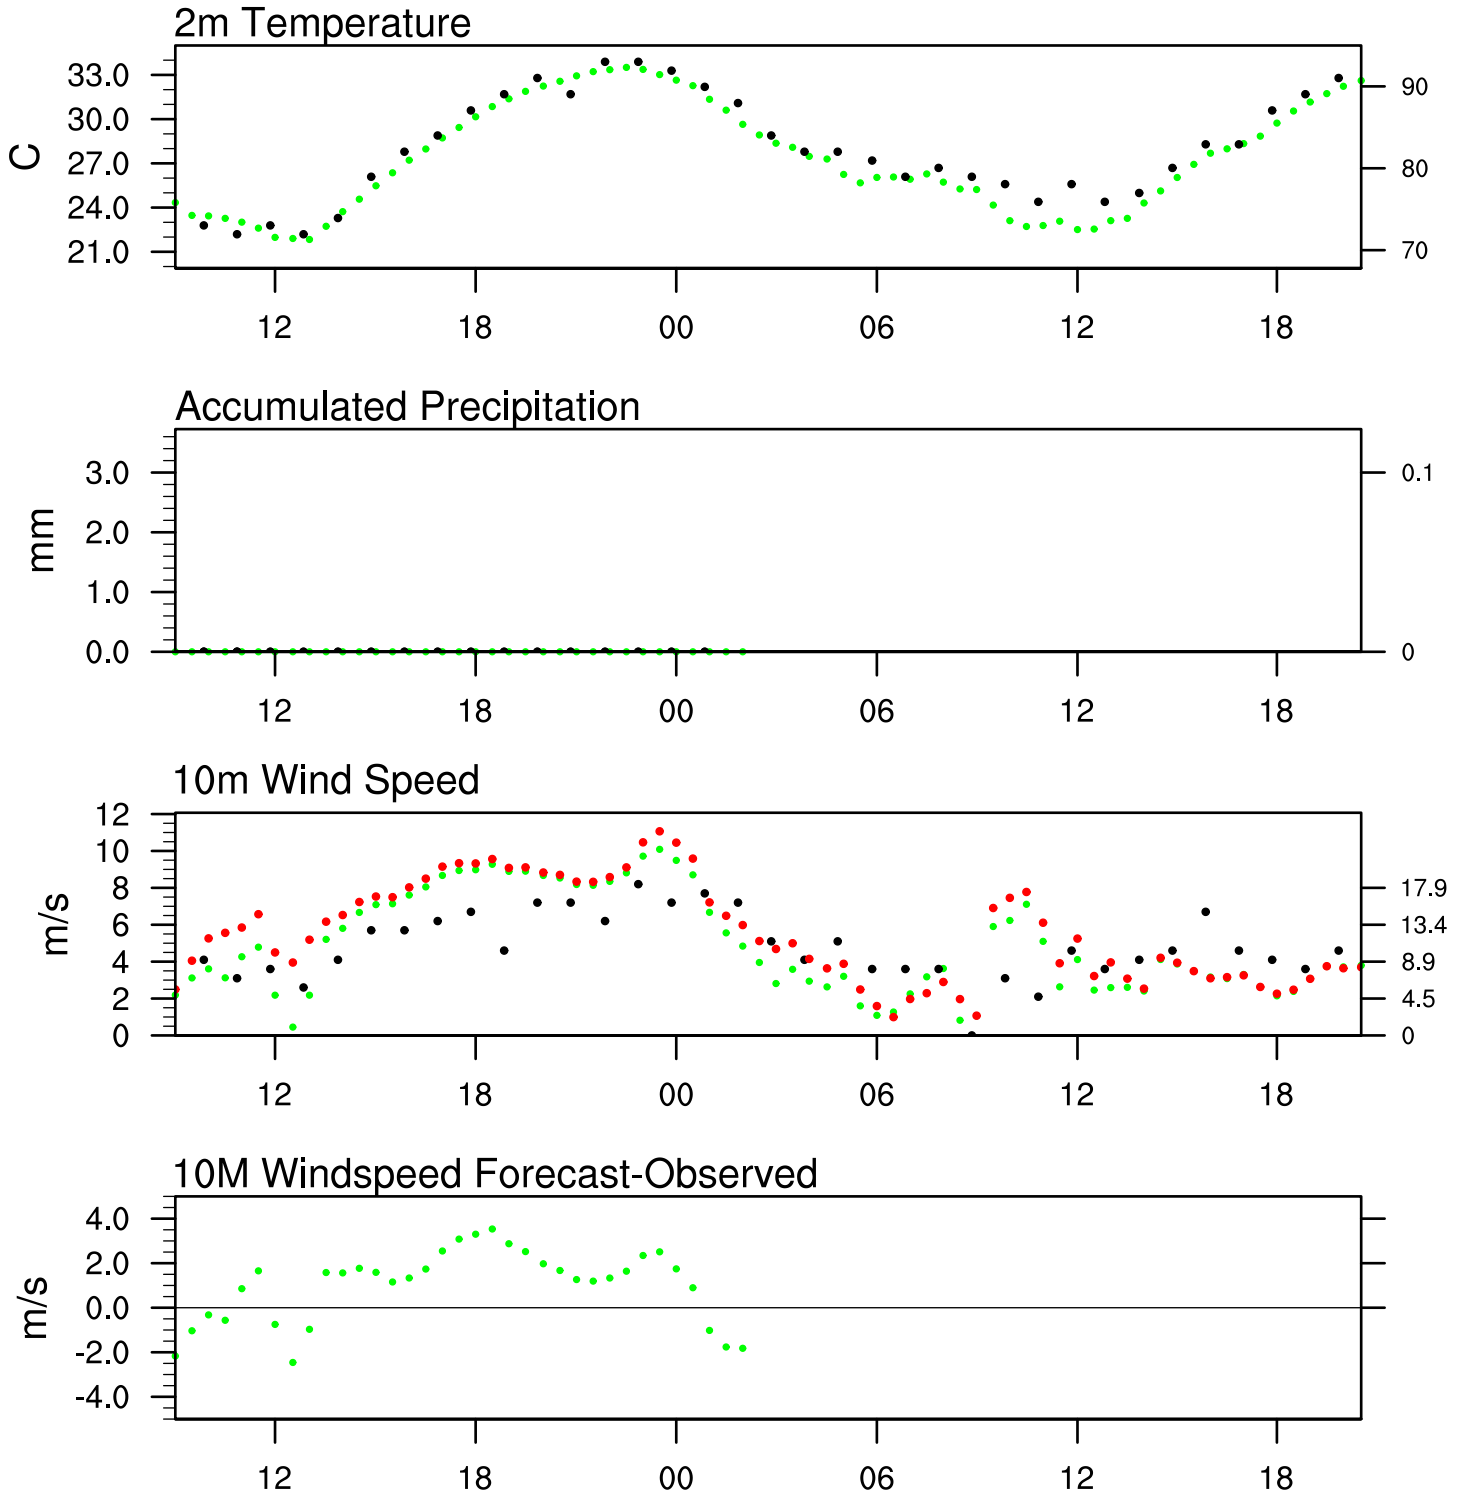 2m Temperature
33.0
30.0
27.0
24.0
21.0
C
90
80
70
12 18 00 06 12 18
Accumulated Precipitation
3.0
2.0
1.0
0.0
mm
0.1
0
12 18 00 06 12 18
10m Wind Speed
12
10
8
6
4
2
0
m/s
17.9
13.4
8.9
4.5
0
12 18 00 06 12 18
10M Windspeed Forecast-Observed
4.0
2.0
0.0
-2.0
-4.0
m/s
12 18 00 06 12 18